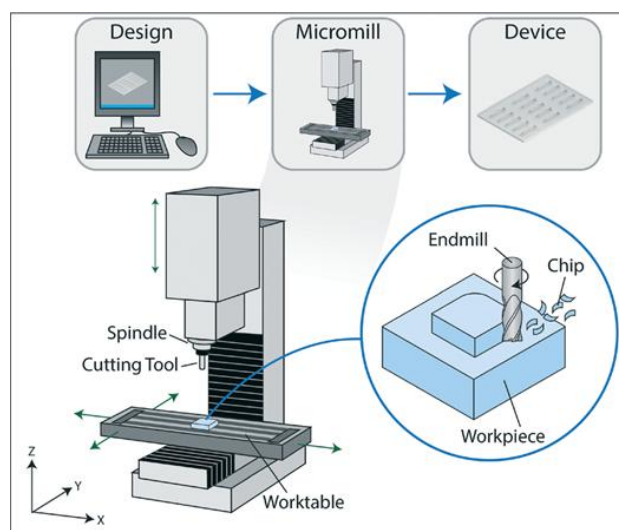 Design
Micromill
Device
Endmill
Chip
Spindle
Cutting Tool
Workpiece
Worktable
Z
Y
X